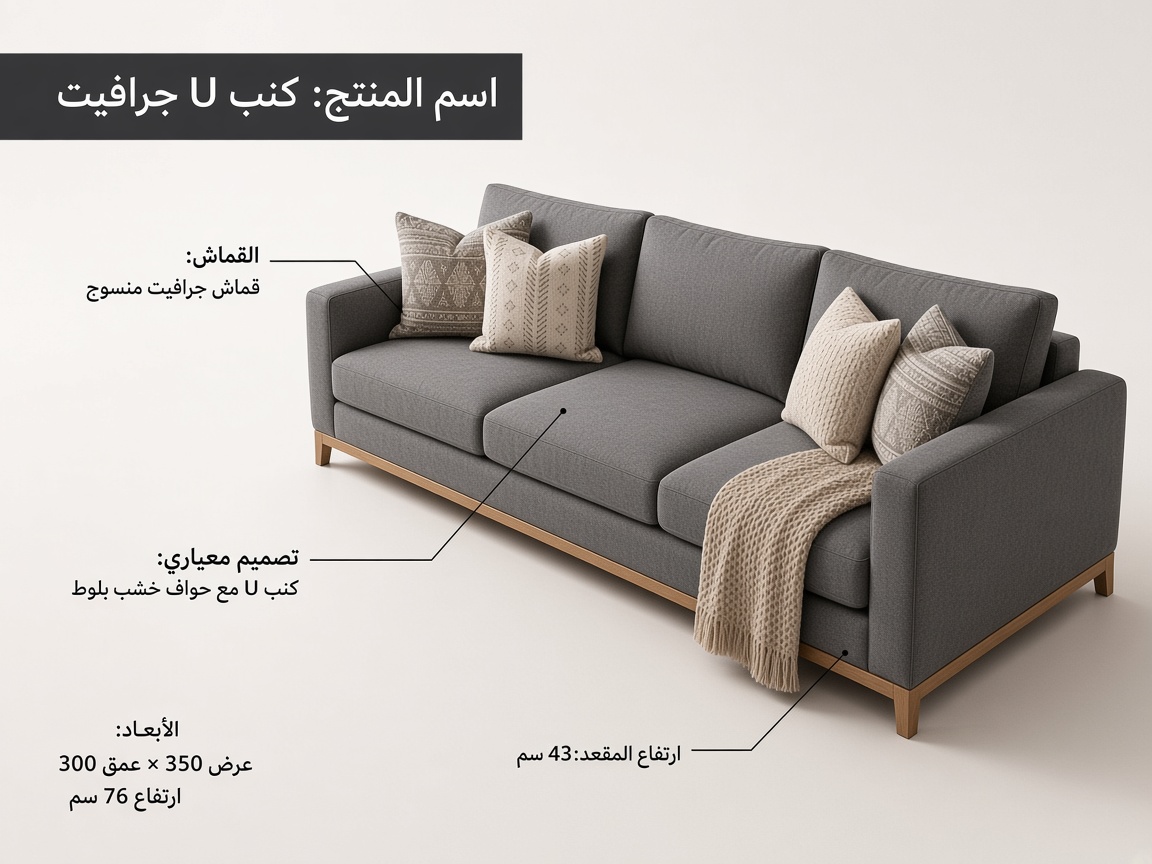 اسم المنتج: كنب U جرافيت
القماش:
قماش جرافيت منسوج
تصميم معياري:
كنب U مع حواف خشب بلوط
ارتفاع المقعد:43 سم
الأبعـاد:
عرض 350 × عمق 300
ارتفاع 76 سم